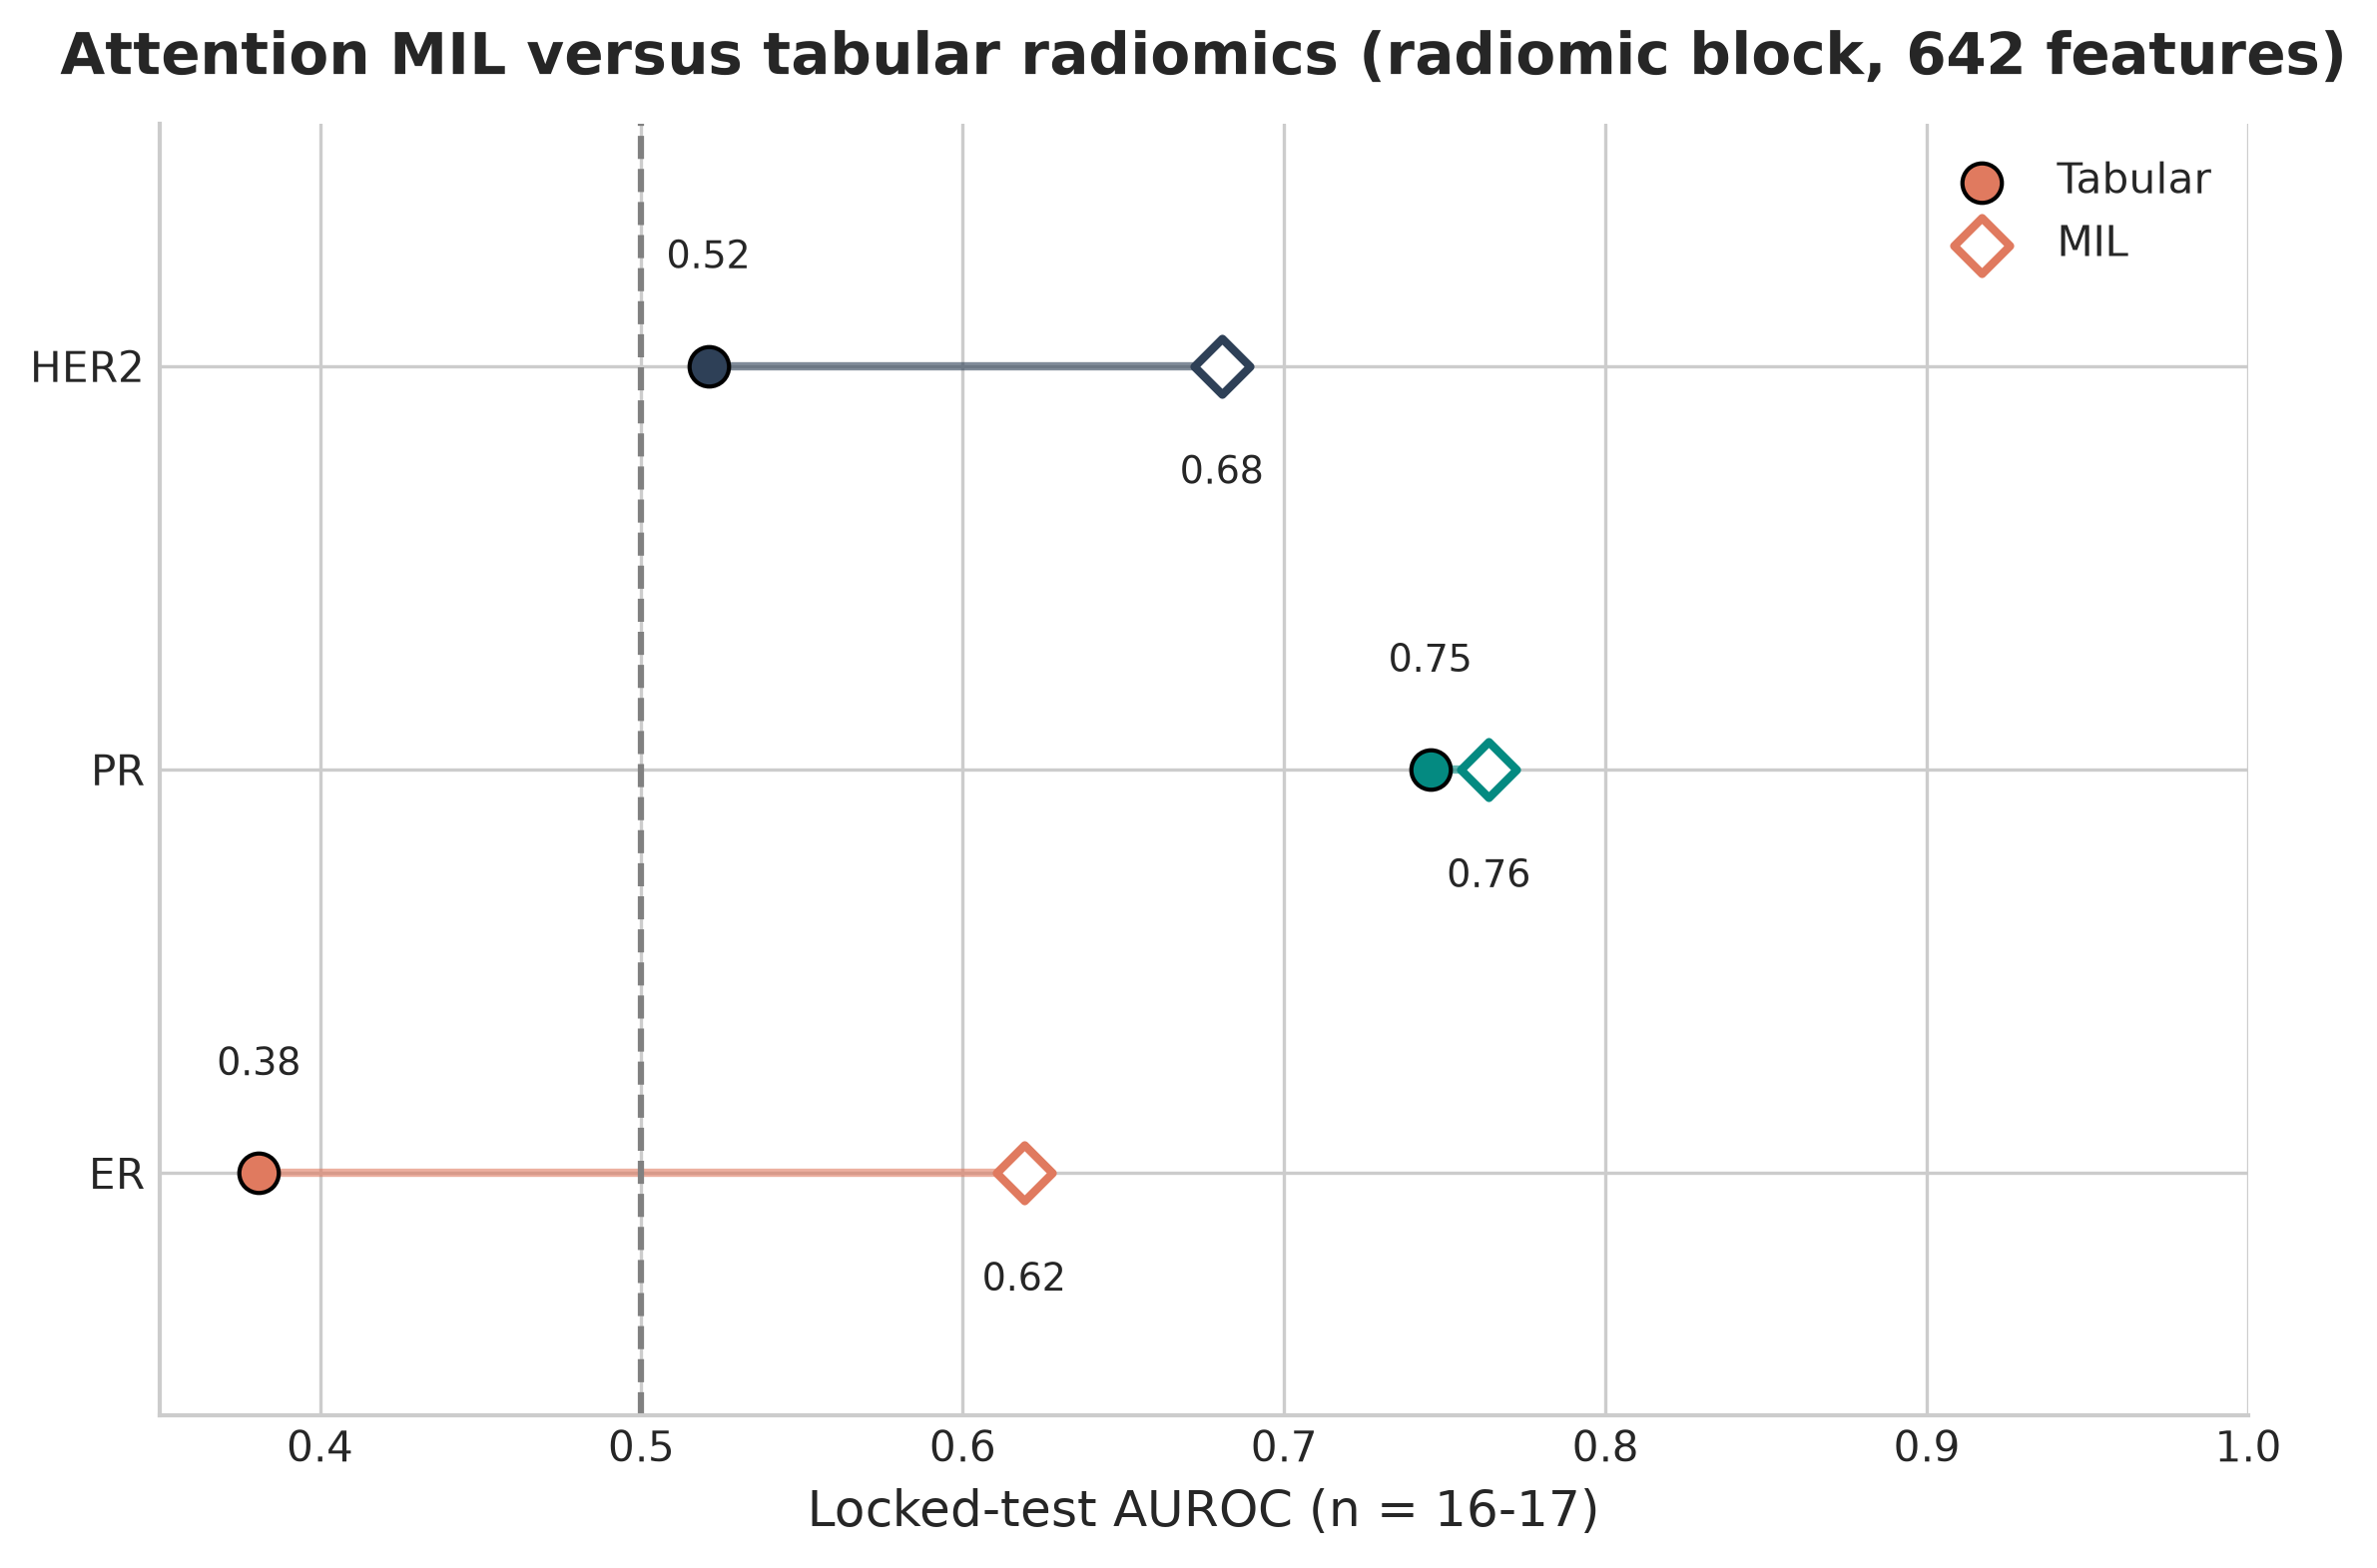 Attention MIL versus tabular radiomics (radiomic block, 642 features)
Tabular
MIL
0.52
HER2
0.68
0.75
PR
0.76
0.38
ER
0.62
0.4 0.5 0.6 0.7 0.8 0.9 1.0
Locked-test AUROC (n = 16-17)